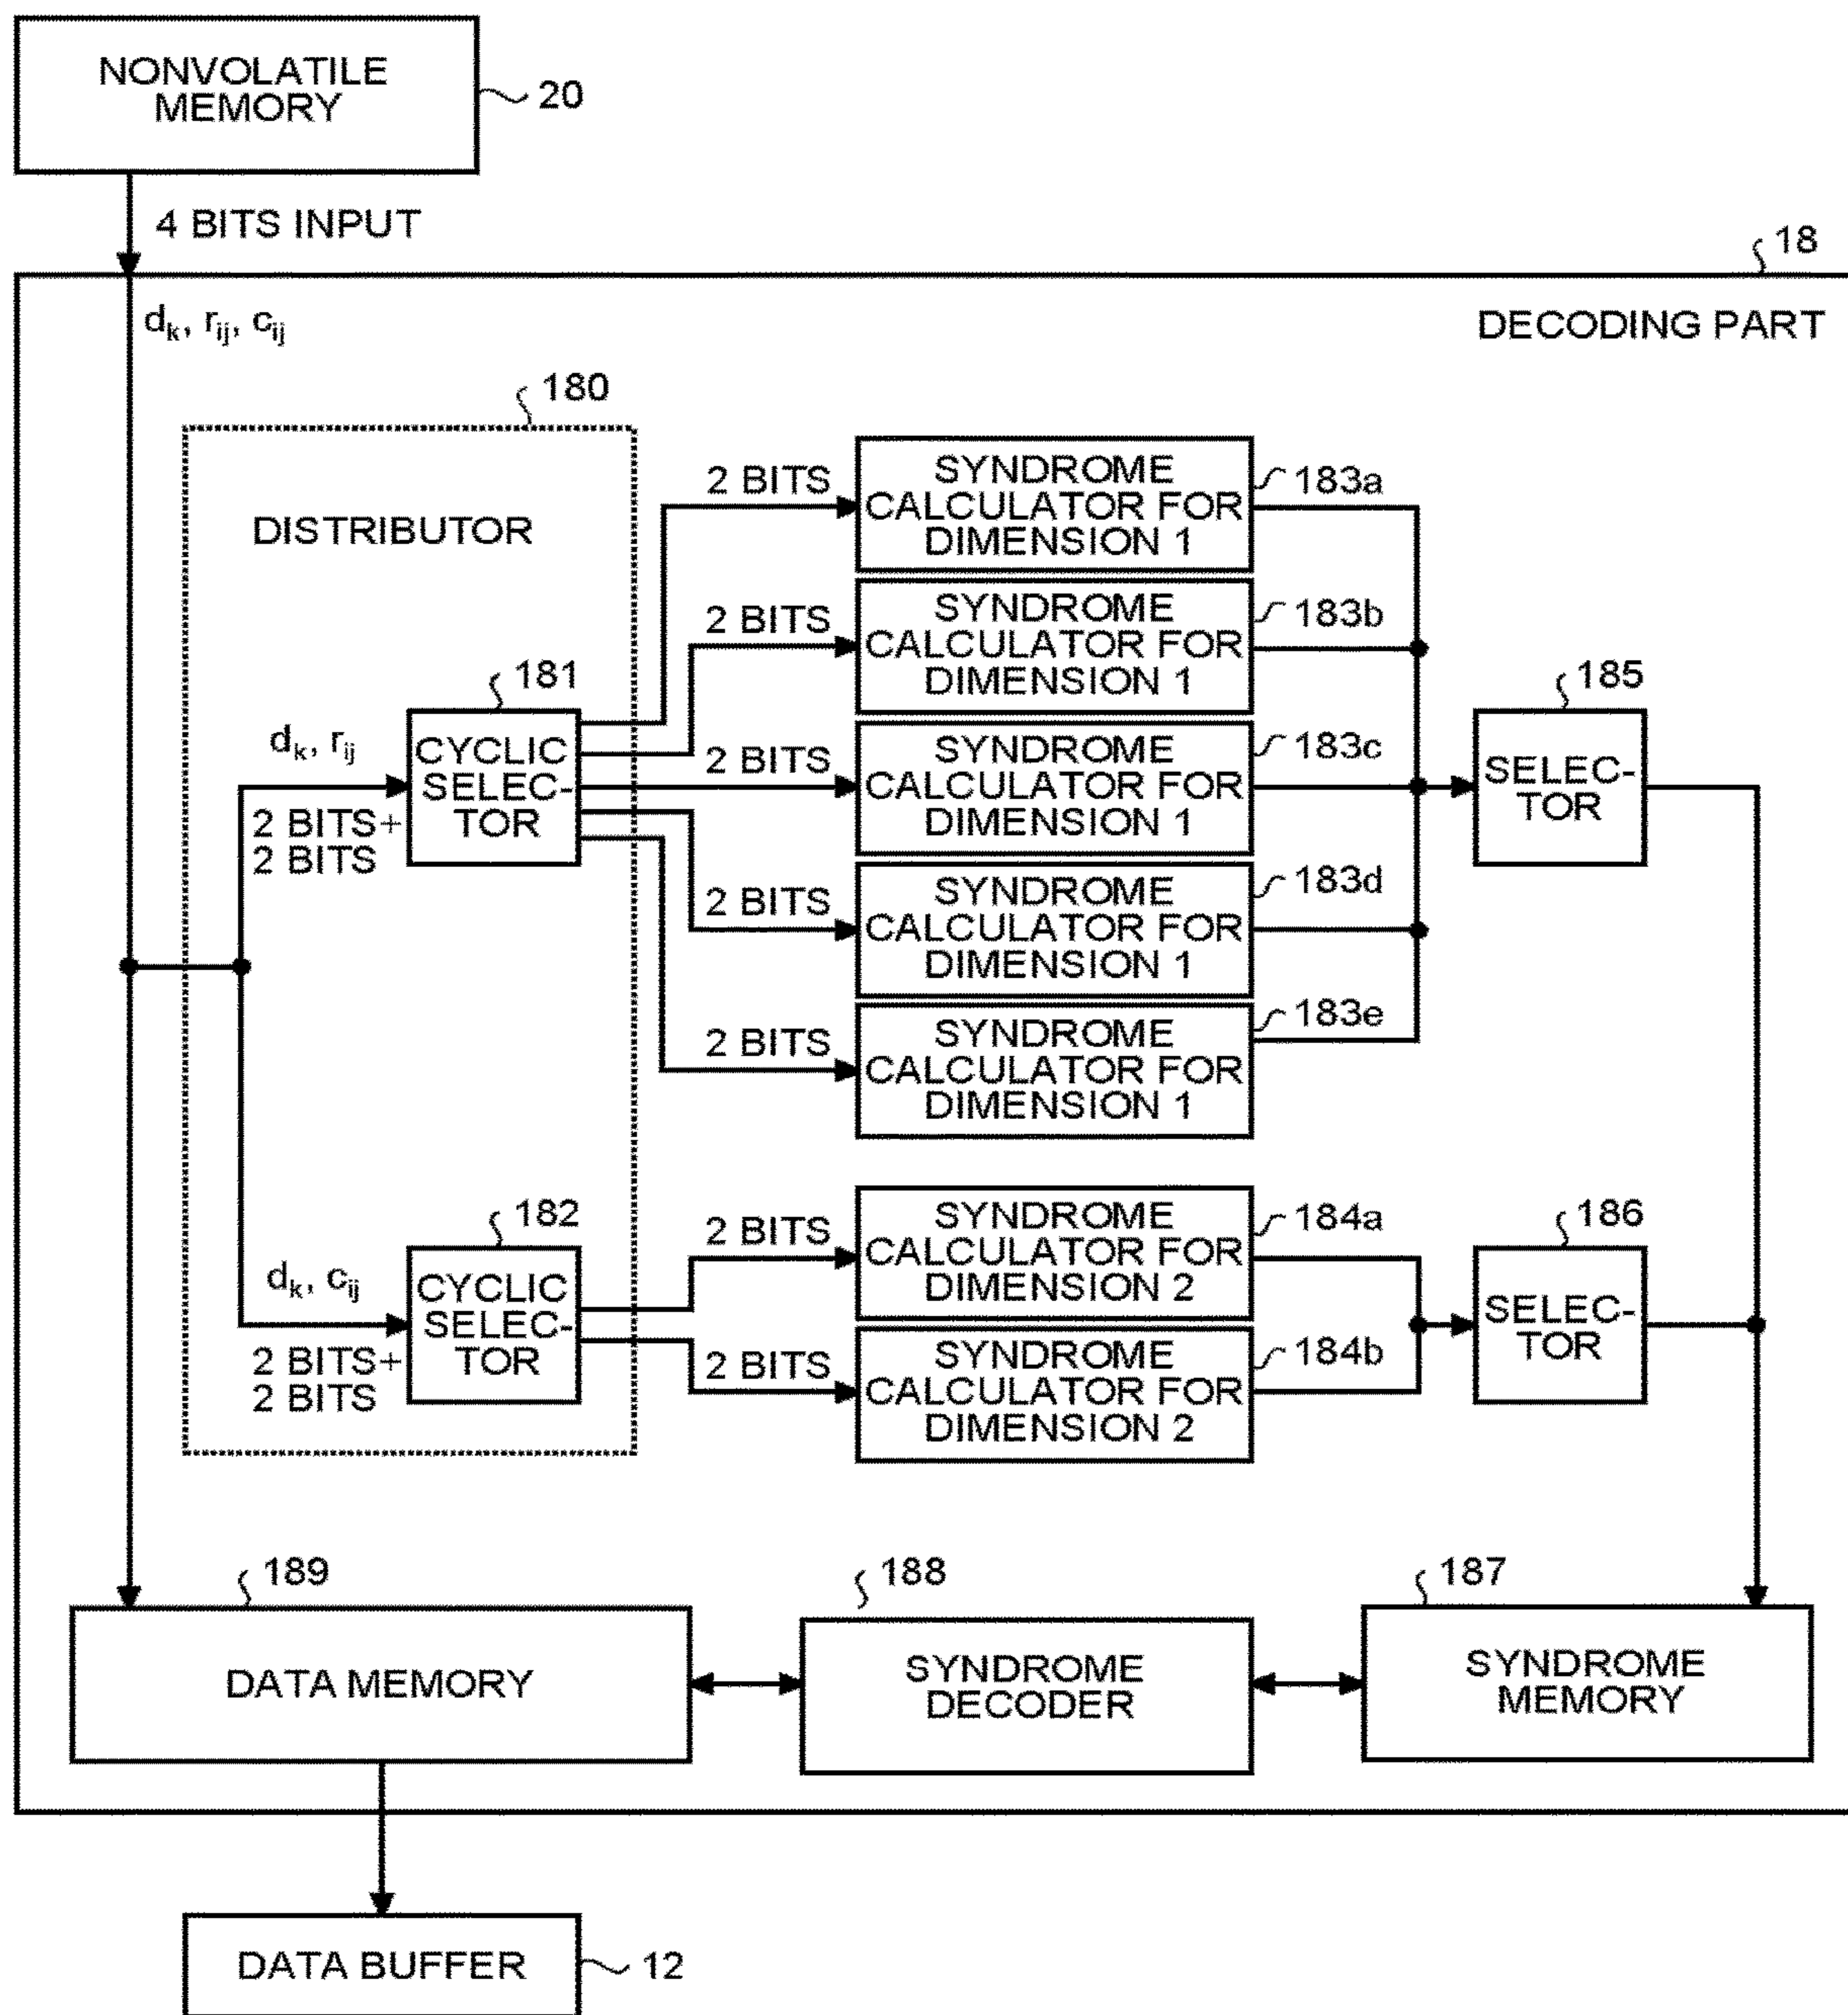 NONVOLATILE
MEMORY
20
4 BITS INPUT
18
dk, rij, cij
DECODING PART
180
DISTRIBUTOR
2 BITS
SYNDROME
CALCULATOR FOR
DIMENSION 1
183a
2 BITS
SYNDROME
CALCULATOR FOR
DIMENSION 1
183b
181
dk, rij
2 BITS+
2 BITS
CYCLIC
SELEC-
TOR
2 BITS
SYNDROME
CALCULATOR FOR
DIMENSION 1
183c
185
SELEC-
TOR
2 BITS
SYNDROME
CALCULATOR FOR
DIMENSION 1
183d
2 BITS
SYNDROME
CALCULATOR FOR
DIMENSION 1
183e
182
dk, cij
2 BITS+
2 BITS
CYCLIC
SELEC-
TOR
2 BITS
SYNDROME
CALCULATOR FOR
DIMENSION 2
184a
2 BITS
SYNDROME
CALCULATOR FOR
DIMENSION 2
184b
186
SELEC-
TOR
189
DATA MEMORY
188
SYNDROME
DECODER
187
SYNDROME
MEMORY
DATA BUFFER
12